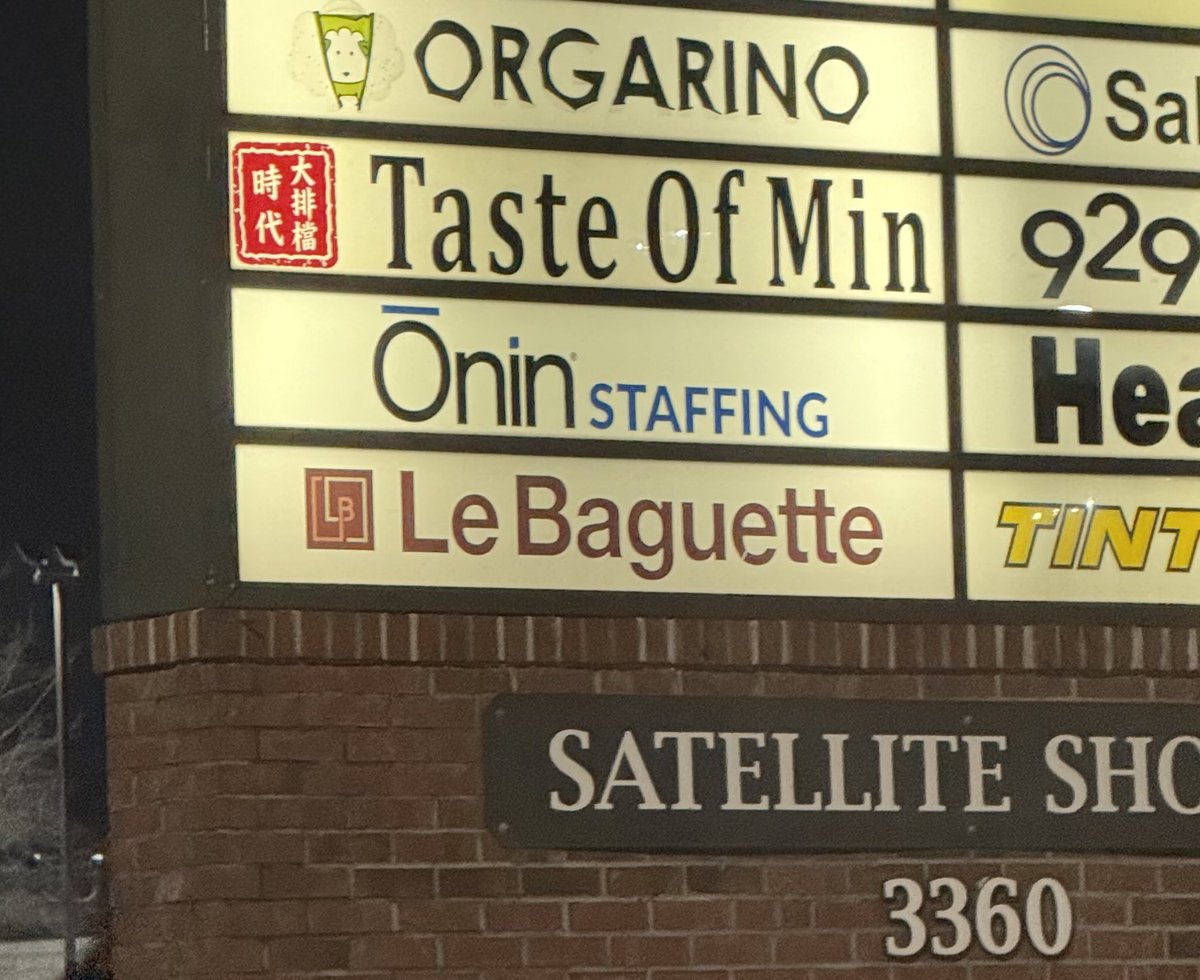 ORGARINO
Sal
大排檔
時代
Taste Of Min
929
Ōnin STAFFING
Hea
LB
Le Baguette
TINT
SATELLITE SHO
3360